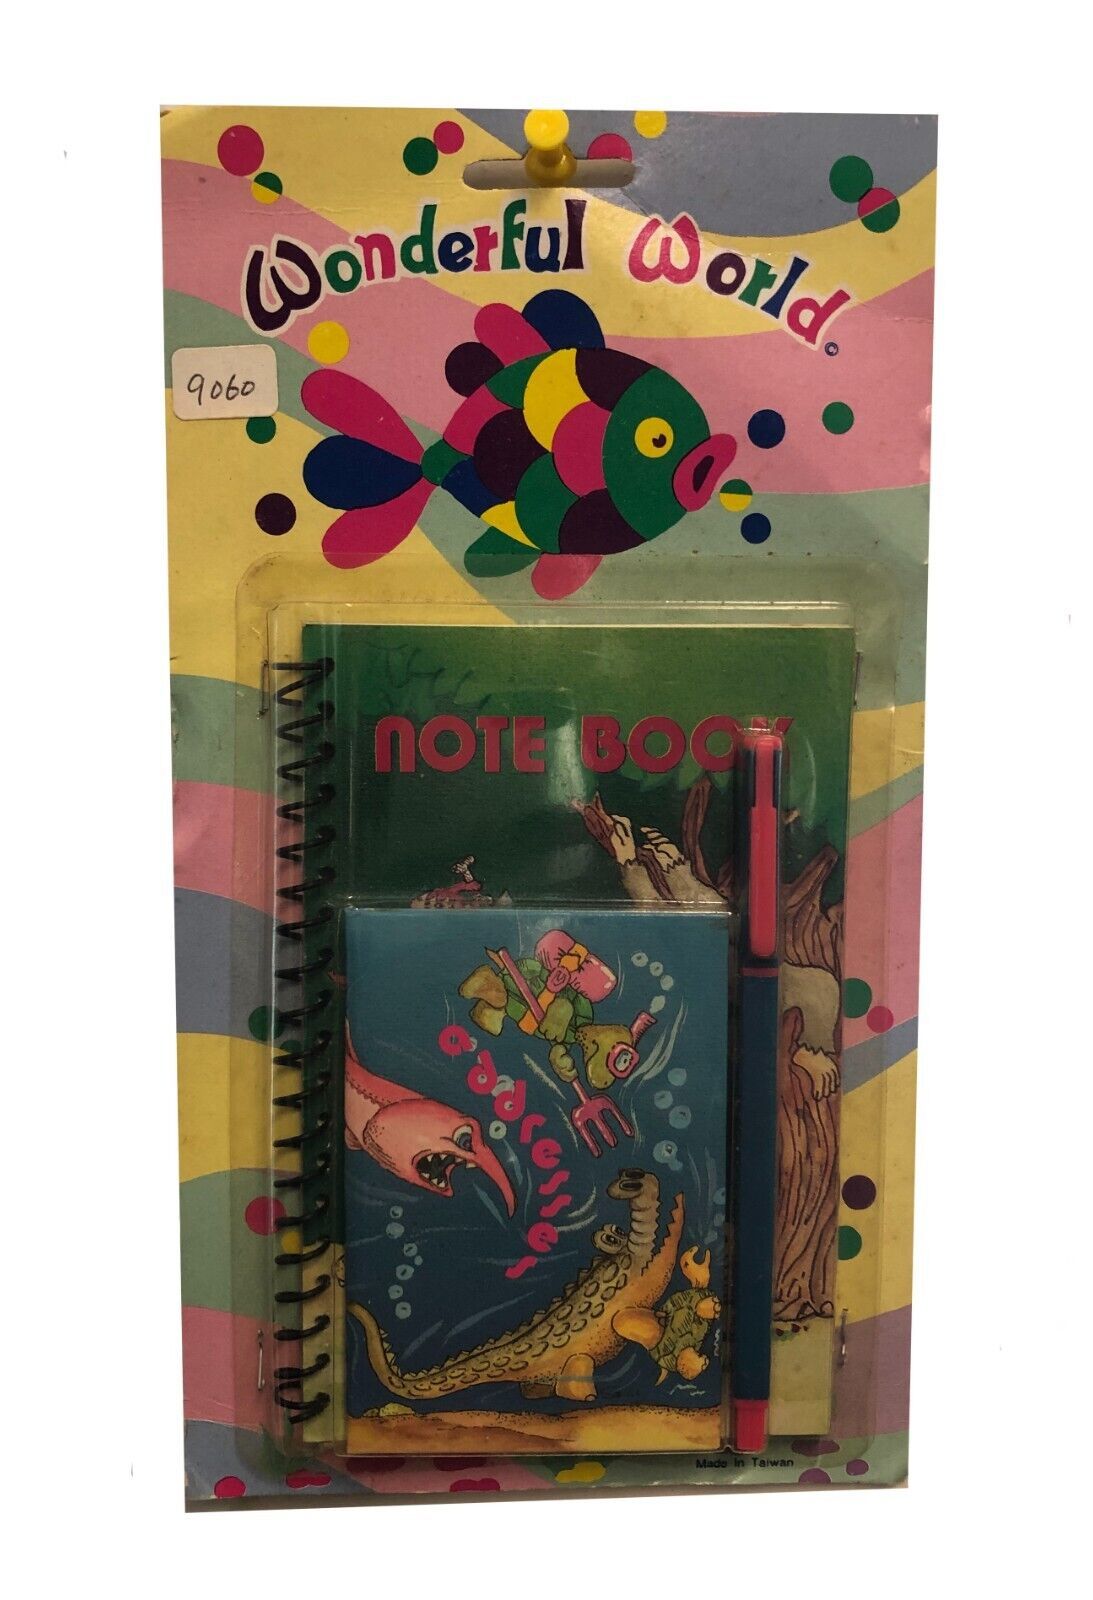 Wonderful World ©
9060
NOTE BOOK
addresses
Made in Taiwan